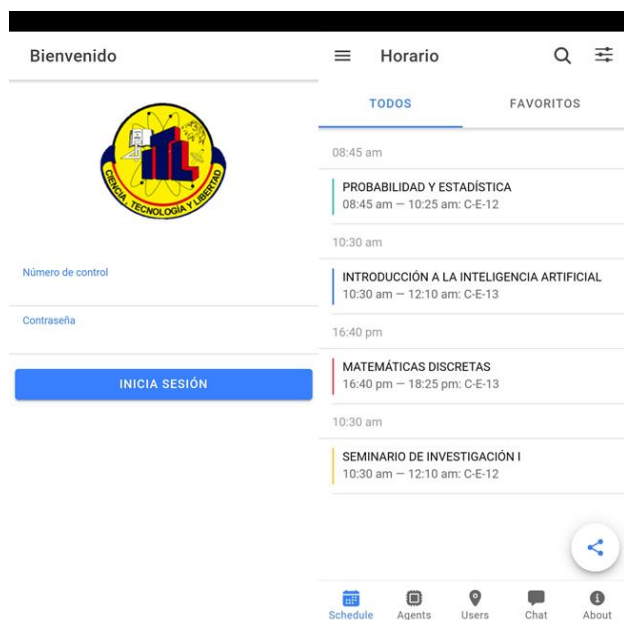 Bienvenido
ITL
CIENCIA, TECNOLOGÍA Y LIBERTAD
Número de control
Contraseña
INICIA SESIÓN
Horario
TODOS
FAVORITOS
08:45 am
PROBABILIDAD Y ESTADÍSTICA
08:45 am — 10:25 am: C-E-12
10:30 am
INTRODUCCIÓN A LA INTELIGENCIA ARTIFICIAL
10:30 am — 12:10 am: C-E-13
16:40 pm
MATEMÁTICAS DISCRETAS
16:40 pm — 18:25 pm: C-E-13
10:30 am
SEMINARIO DE INVESTIGACIÓN I
10:30 am — 12:10 am: C-E-12
Schedule
Agents
Users
Chat
About